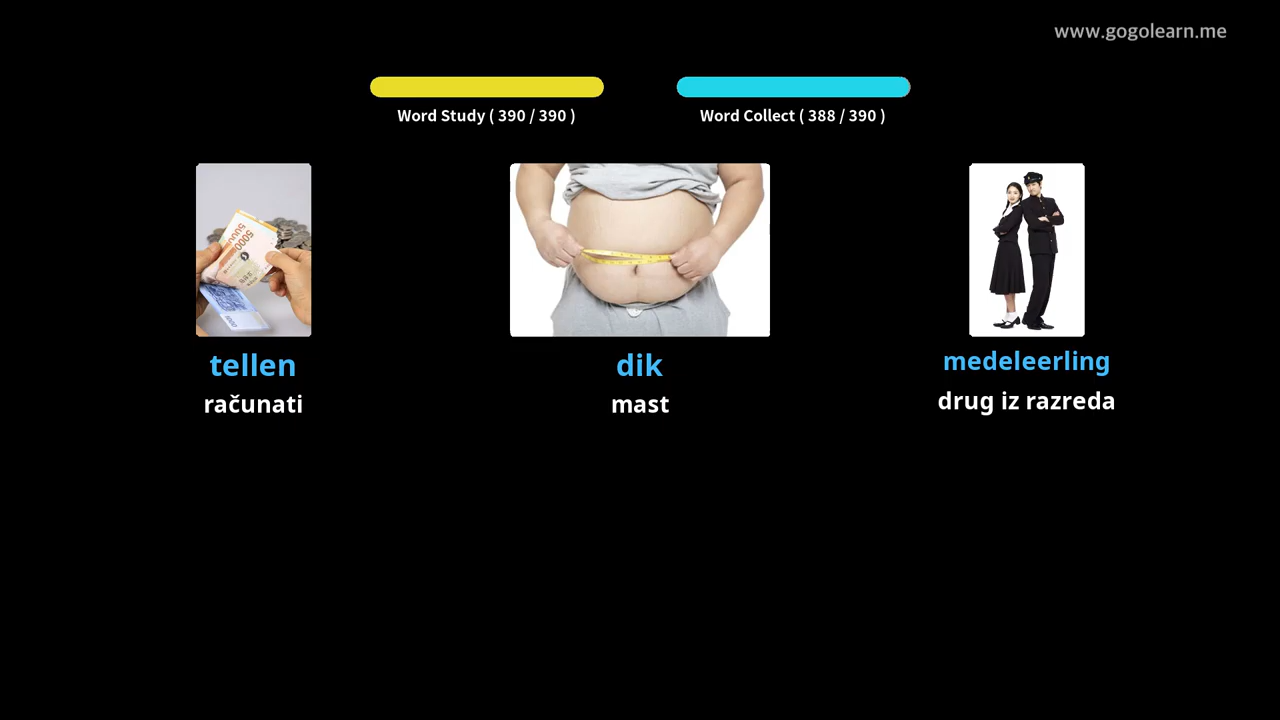 www.gogolearn.me
Word Study ( 390 / 390 )
Word Collect ( 388 / 390 )
5000
tellen
dik
medeleerling
računati
mast
drug iz razreda